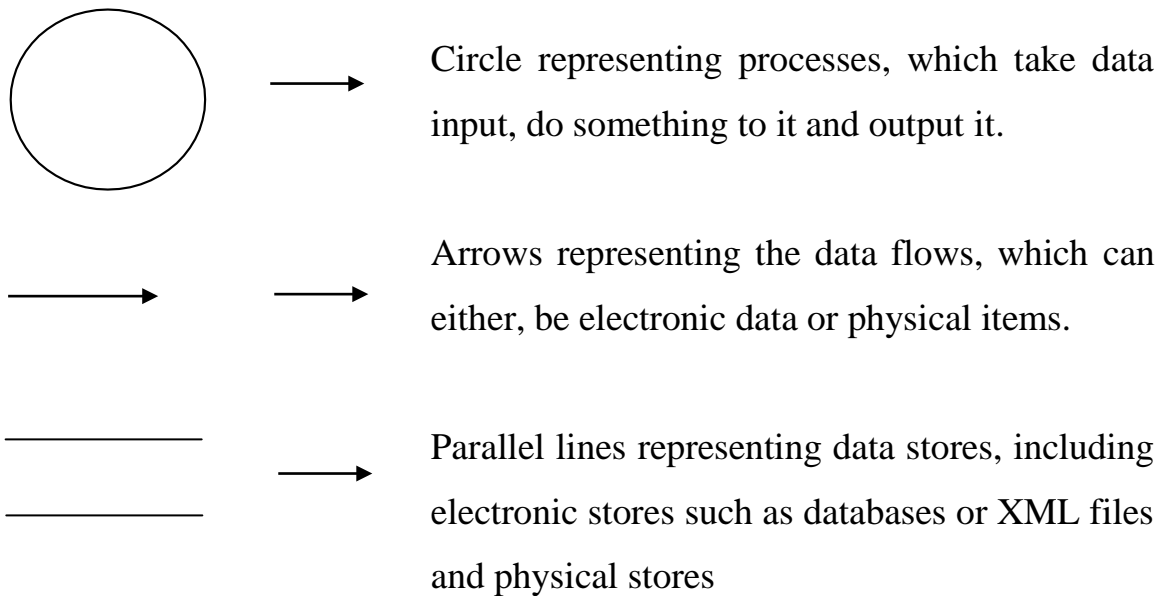 Circle representing processes, which take data
input, do something to it and output it.
Arrows representing the data flows, which can
either, be electronic data or physical items.
Parallel lines representing data stores, including
electronic stores such as databases or XML files
and physical stores